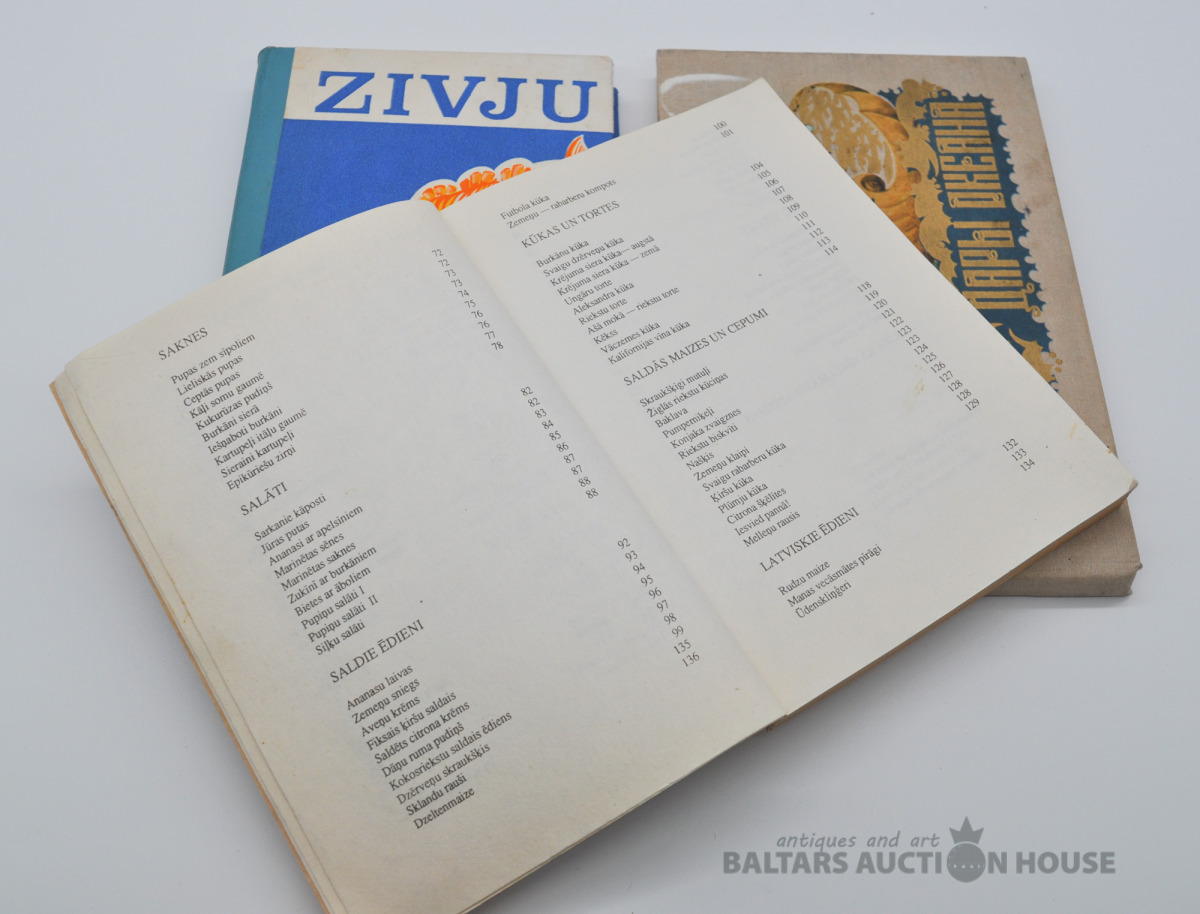 ZIVJU
ДАРЫ ОКЕАНА
72
72
73
73
74
75
76
76
77
78
SAKNES
Pupas zem sīpoliem
Lieliskās pupas
Ceptās pupas
Kāļi somu gaumē
Kukurūzas pudiņš
Burkāni sierā
Iešņaboti burkāni
Kartupeļi itāļu gaumē
Sieraini kartupeļi
Epikūriešu zirņi
82
82
83
84
85
86
87
87
88
88
SALĀTI
Sarkanie kāposti
Jūras putas
Ananasi ar apelsīniem
Marinētas sēnes
Marinētas saknes
Zukīni ar burkāniem
Bietes ar āboliem
Pupiņu salāti I
Pupiņu salāti II
Siļķu salāti
92
93
94
95
96
97
98
99
135
136
SALDIE ĒDIENI
Ananasu laivas
Zemeņu sniegs
Aveņu krēms
Fiksais ķiršu saldais
Saldēts citrona krēms
Dāņu ruma pudiņš
Kokosriekstu saldais ēdiens
Dzērveņu skraukšķis
Sklandu rauši
Dzeltenmaize
100
101
Futbola kūka
Zemeņu — rabarberu kompots
104
105
106
107
108
109
110
111
112
113
114
KŪKAS UN TORTES
Burkānu kūka
Svaigu dzērveņu kūka
Krējuma siera kūka— augstā
Krējuma siera kūka — zemā
Ungāru torte
Aleksandra kūka
Riekstu torte
Ašā mokā — riekstu torte
Kēkss
Vāczemes kūka
Kalifornijas vīna kūka
118
119
120
121
122
123
123
124
125
126
127
128
128
129
SALDĀS MAIZES UN CEPUMI
Skraukšķīgi mutuļi
Žiglās riekstu kūciņas
Baklava
Pumperniķeļi
Konjaka zvaigznes
Riekstu biskvīti
Našķis
Zemeņu klaipi
Svaigu rabarberu kūka
Ķiršu kūka
Plūmju kūka
Citrona šķēlītes
Iesvied pannā!
Melleņu rausis
132
133
134
LATVISKIE ĒDIENI
Rudzu maize
Manas vecāsmātes pīrāgi
Ūdenskliņģeri
antiques and art
BALTARS AUCTION HOUSE